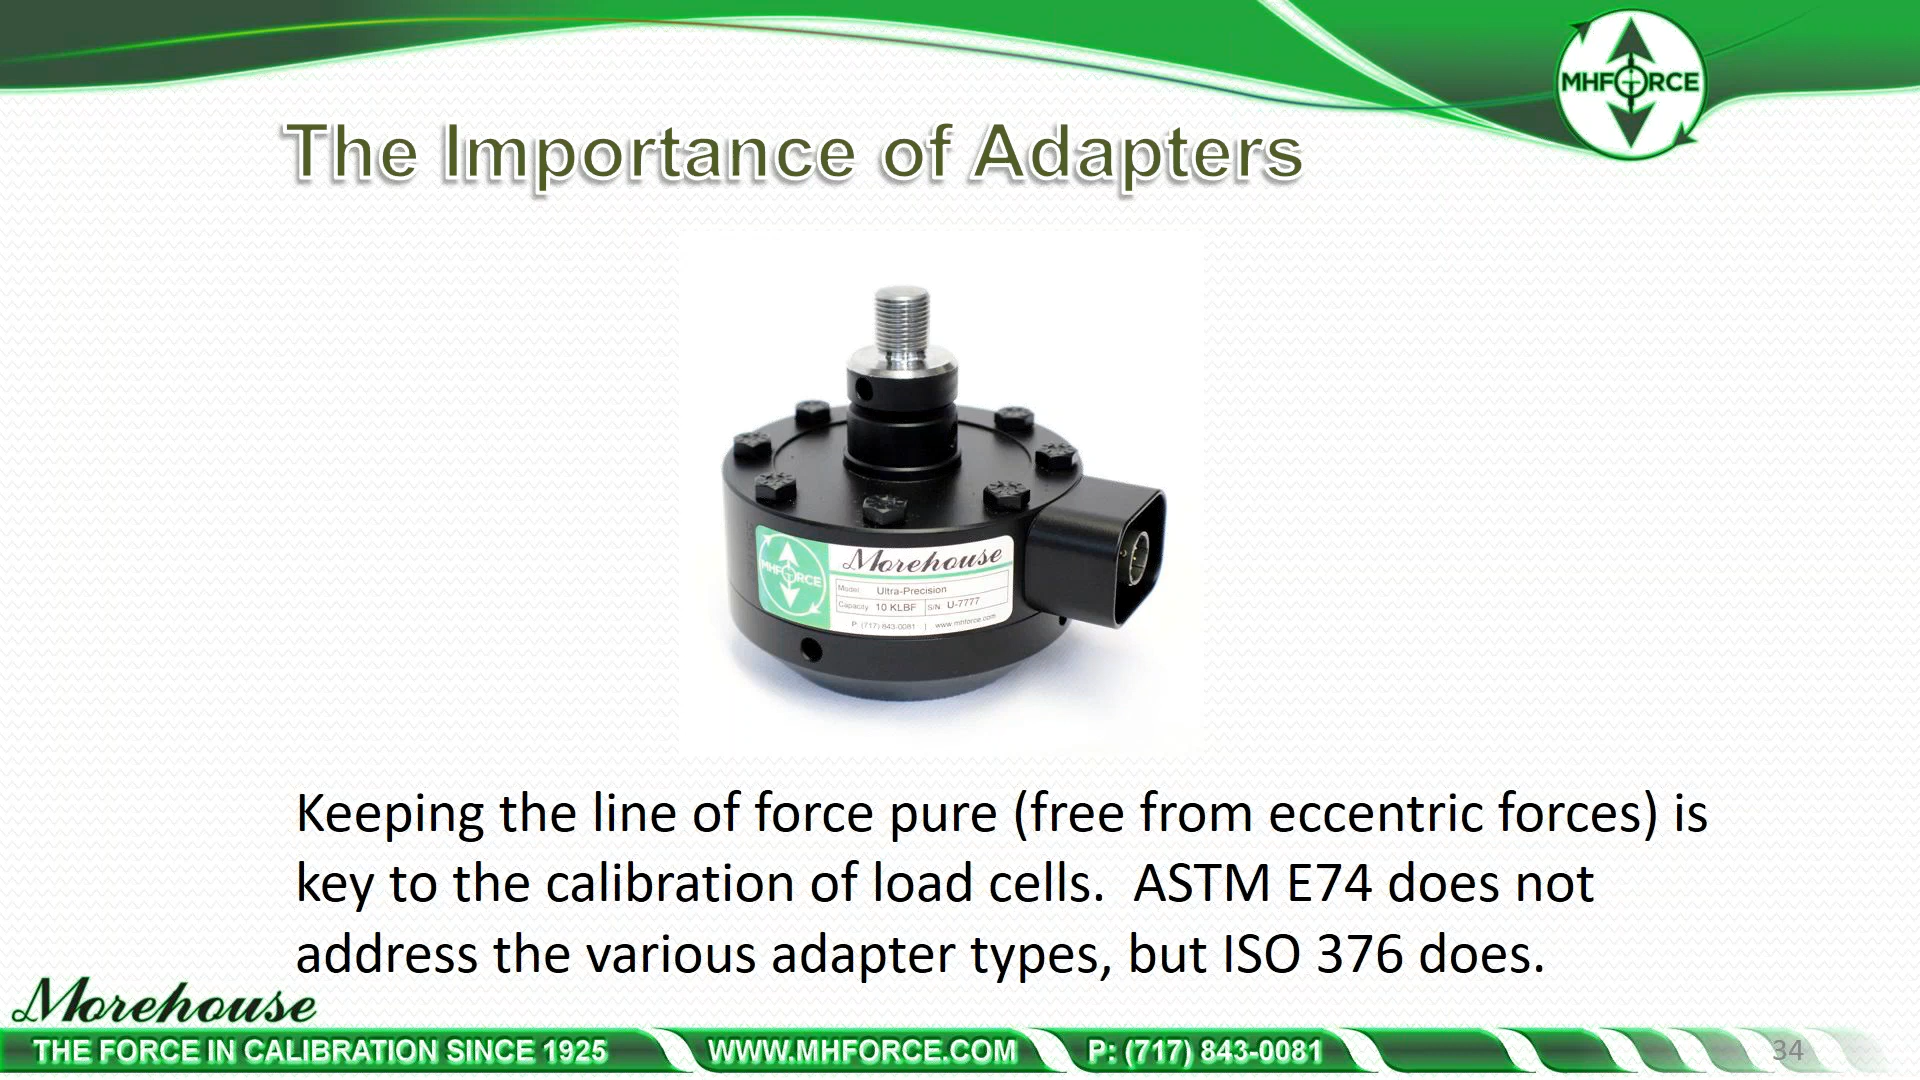 MHFORCE
The Importance of Adapters
MHFORCE
Morehouse
Model Ultra-Precision
Capacity 10 KLBF S/N U-7777
P: (717) 843-0081 | www.mhforce.com
Keeping the line of force pure (free from eccentric forces) is
key to the calibration of load cells.  ASTM E74 does not
address the various adapter types, but ISO 376 does.
Morehouse
THE FORCE IN CALIBRATION SINCE 1925 WWW.MHFORCE.COM P: (717) 843-0081 34